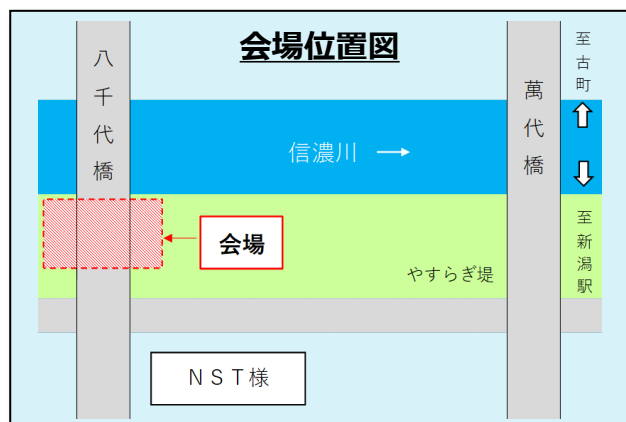 会場位置図
八千代橋
萬代橋
至古町
信濃川 →
会場
至新潟駅
やすらぎ堤
ＮＳＴ様